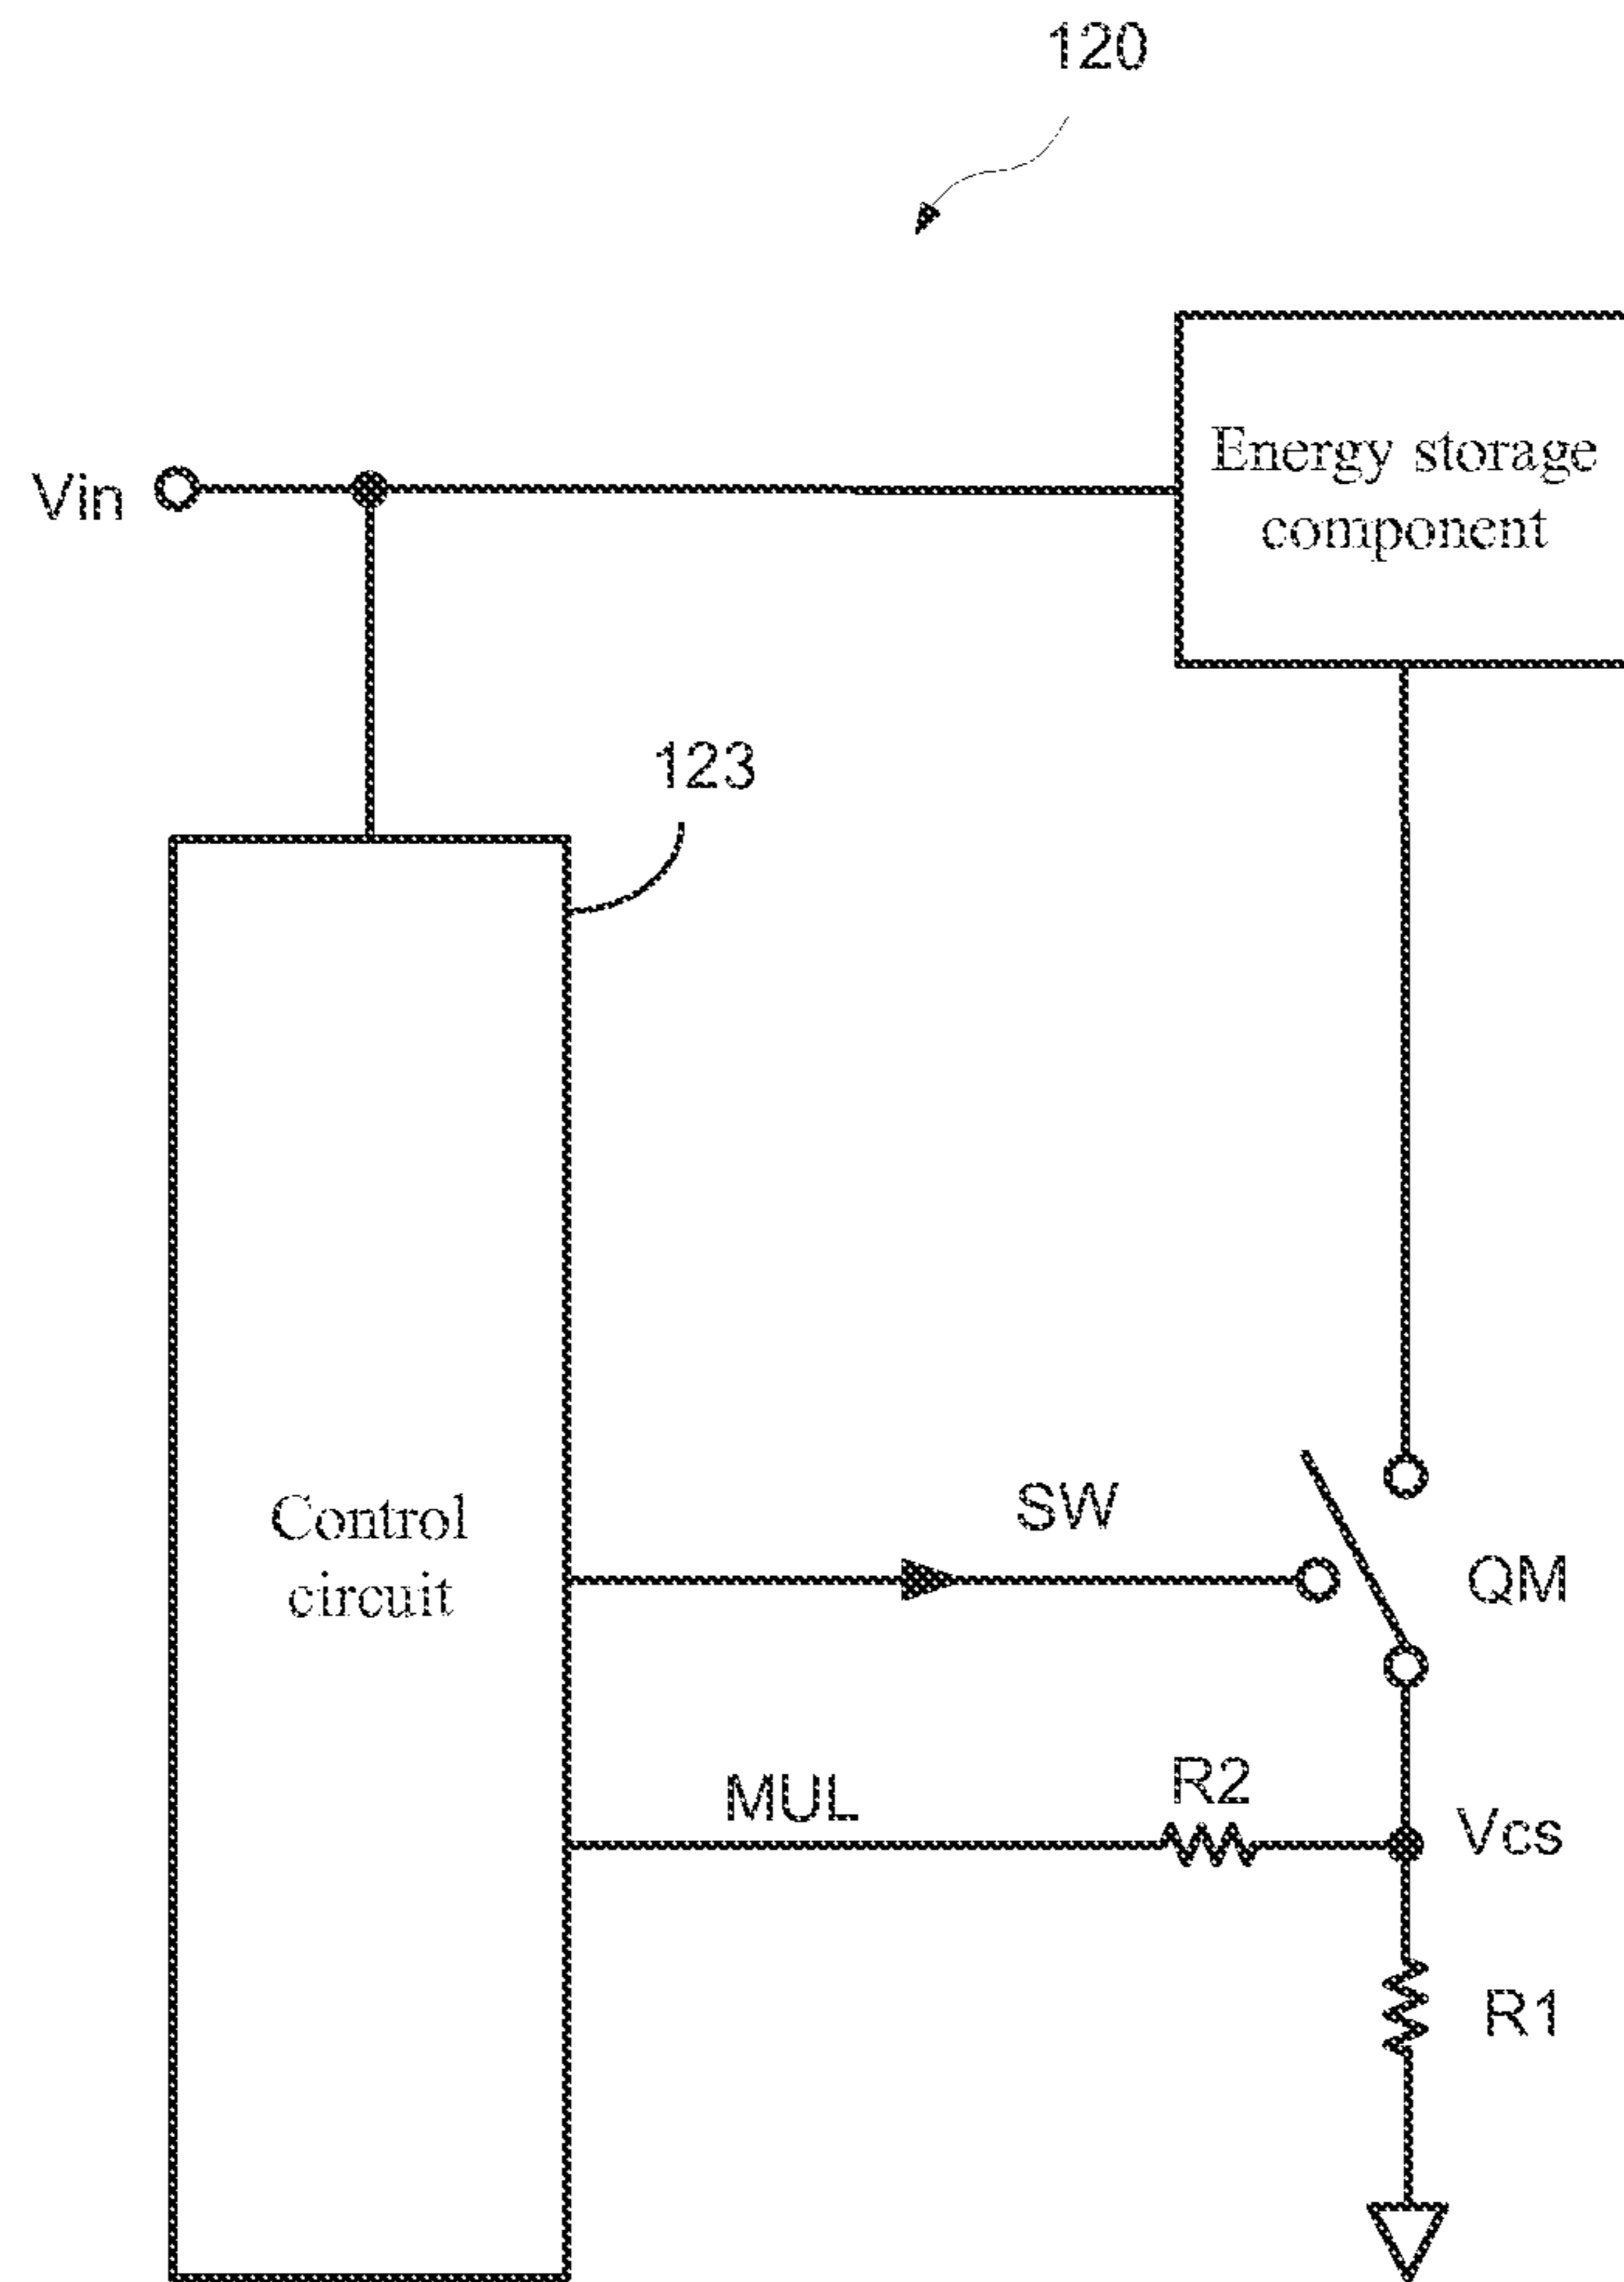 120
Vin
Energy storage
component
123
Control
circuit
SW
QM
MUL
R2
Vcs
R1